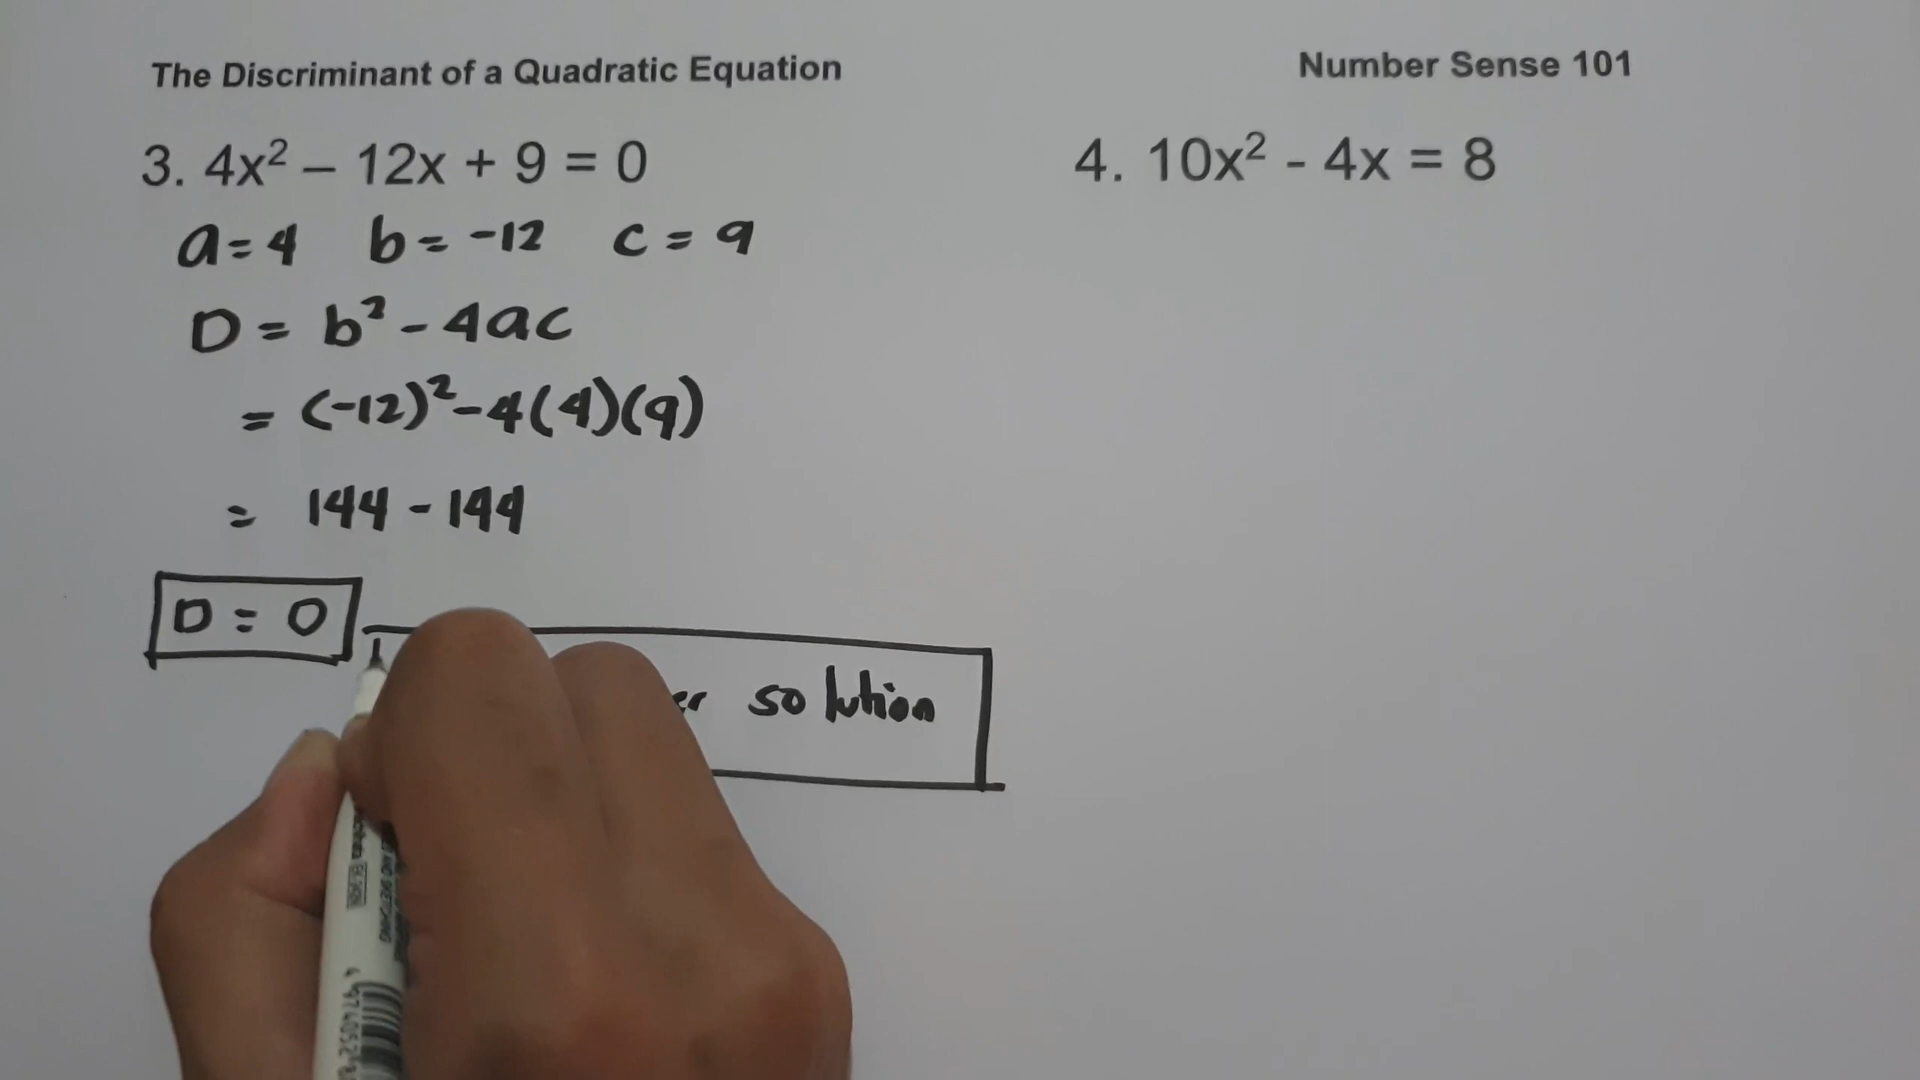 The Discriminant of a Quadratic Equation
Number Sense 101
3. 4x² – 12x + 9 = 0
a = 4 b = -12 c = 9
D = b² - 4ac
= (-12)² - 4(4)(9)
= 144 - 144
D = 0
solution
4. 10x² - 4x = 8